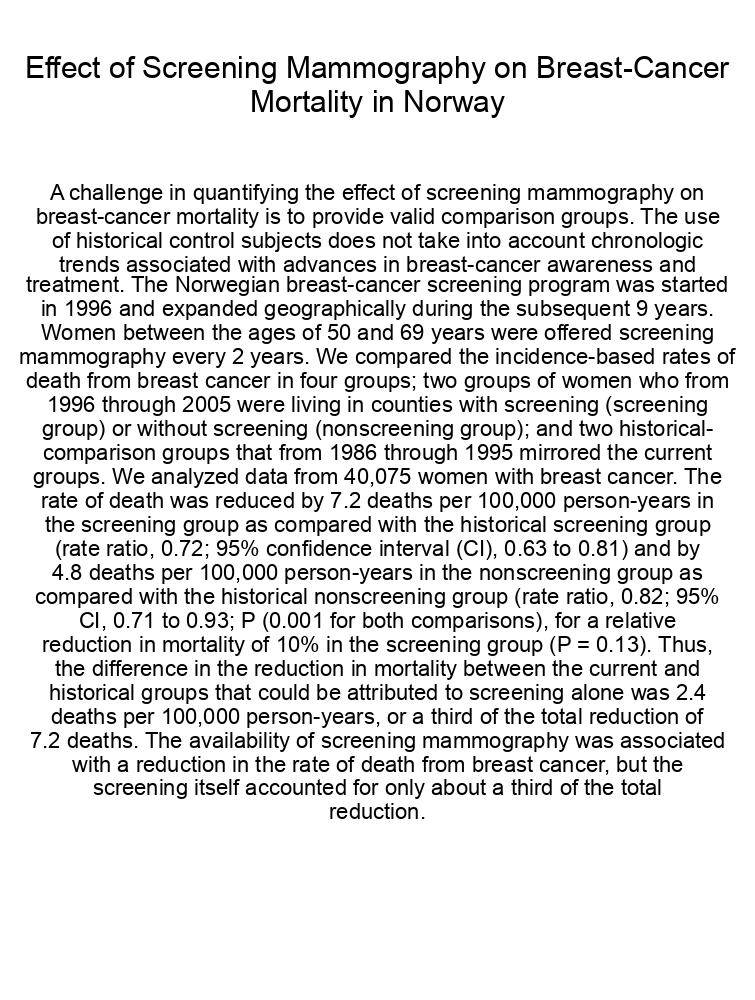 Effect of Screening Mammography on Breast-Cancer
Mortality in Norway
A challenge in quantifying the effect of screening mammography on
breast-cancer mortality is to provide valid comparison groups. The use
of historical control subjects does not take into account chronologic
trends associated with advances in breast-cancer awareness and
treatment. The Norwegian breast-cancer screening program was started
in 1996 and expanded geographically during the subsequent 9 years.
Women between the ages of 50 and 69 years were offered screening
mammography every 2 years. We compared the incidence-based rates of
death from breast cancer in four groups; two groups of women who from
1996 through 2005 were living in counties with screening (screening
group) or without screening (nonscreening group); and two historical-
comparison groups that from 1986 through 1995 mirrored the current
groups. We analyzed data from 40,075 women with breast cancer. The
rate of death was reduced by 7.2 deaths per 100,000 person-years in
the screening group as compared with the historical screening group
(rate ratio, 0.72; 95% confidence interval (CI), 0.63 to 0.81) and by
4.8 deaths per 100,000 person-years in the nonscreening group as
compared with the historical nonscreening group (rate ratio, 0.82; 95%
CI, 0.71 to 0.93; P (0.001 for both comparisons), for a relative
reduction in mortality of 10% in the screening group (P = 0.13). Thus,
the difference in the reduction in mortality between the current and
historical groups that could be attributed to screening alone was 2.4
deaths per 100,000 person-years, or a third of the total reduction of
7.2 deaths. The availability of screening mammography was associated
with a reduction in the rate of death from breast cancer, but the
screening itself accounted for only about a third of the total
reduction.